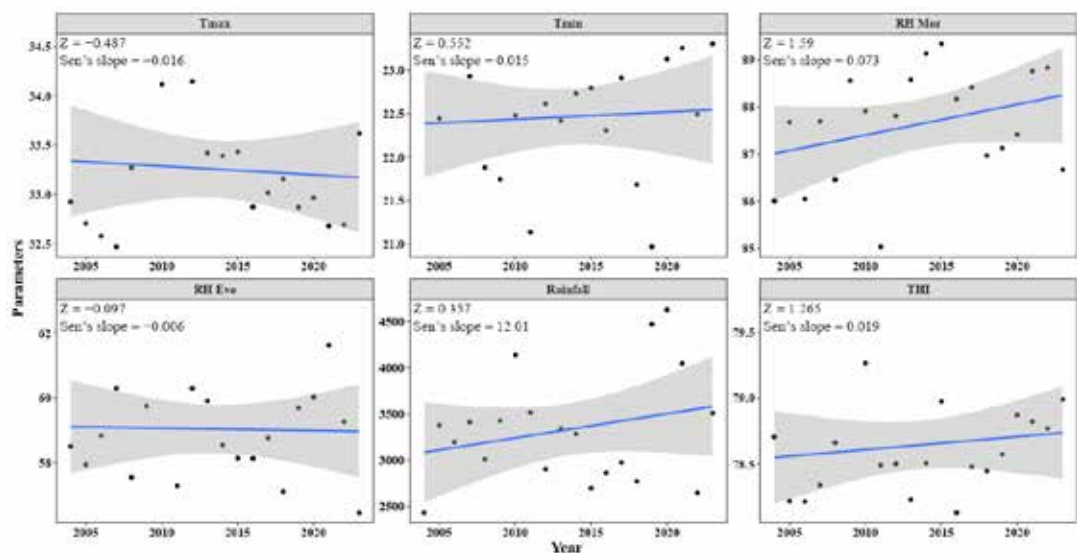 Tmax
Z = −0.487
Sen's slope = −0.016
34.5
34.0
33.5
33.0
32.5
2005 2010 2015 2020
Tmin
Z = 0.552
Sen's slope = 0.015
23.0
22.5
22.0
21.5
21.0
2005 2010 2015 2020
RH Mor
Z = 1.59
Sen's slope = 0.073
89
88
87
86
85
2005 2010 2015 2020
Parameters
RH Eve
Z = −0.097
Sen's slope = −0.006
62
60
58
2005 2010 2015 2020
Rainfall
Sen's slope = 12.01
4500
4000
3500
3000
2500
2005 2010 2015 2020
THI
Z = 1.265
Sen's slope = 0.019
79.5
79.0
78.5
2005 2010 2015 2020
Year